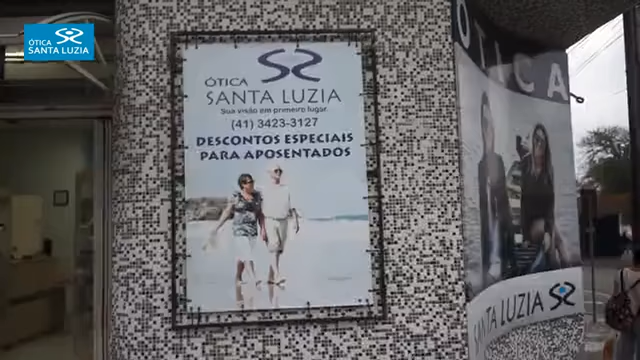 ÓTICA
SANTA LUZIA
ÓTICA
SANTA LUZIA
Sua visão em primeiro lugar.
(41) 3423-3127
DESCONTOS ESPECIAIS
PARA APOSENTADOS
ÓTICA
SANTA LUZIA